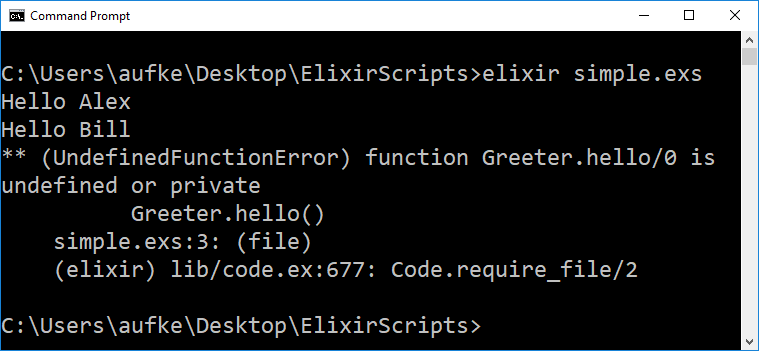 Command Prompt
C:\Users\aufke\Desktop\ElixirScripts>elixir simple.exs
Hello Alex
Hello Bill
** (UndefinedFunctionError) function Greeter.hello/0 is
undefined or private
Greeter.hello()
simple.exs:3: (file)
(elixir) lib/code.ex:677: Code.require_file/2
C:\Users\aufke\Desktop\ElixirScripts>